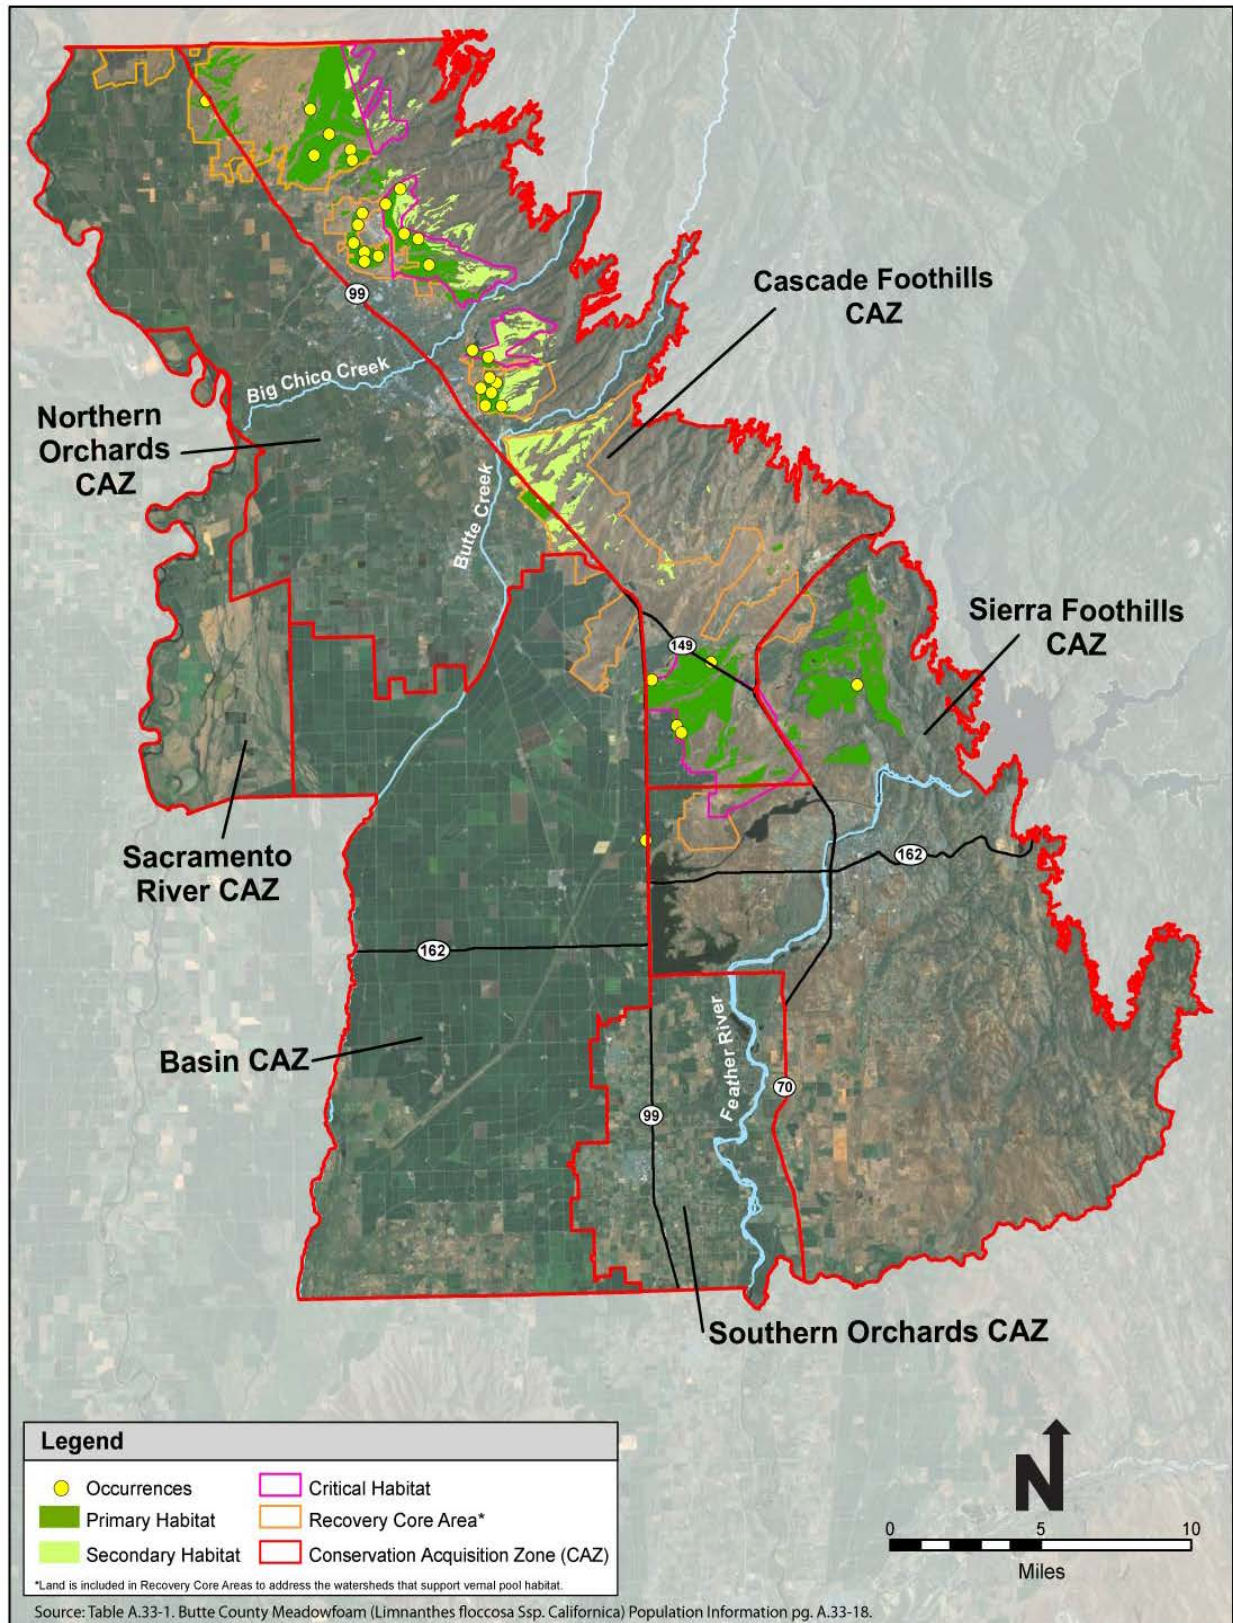 Cascade Foothills
CAZ
99
Big Chico Creek
Northern
Orchards
CAZ
Butte Creek
Sierra Foothills
CAZ
149
Sacramento
River CAZ
162
162
Basin CAZ
Feather River
70
99
Southern Orchards CAZ
Legend
Occurrences
Critical Habitat
Primary Habitat
Recovery Core Area*
Secondary Habitat
Conservation Acquisition Zone (CAZ)
*Land is included in Recovery Core Areas to address the watersheds that support vernal pool habitat.
N
0 5 10
Miles
Source: Table A.33-1. Butte County Meadowfoam (Limnanthes floccosa Ssp. Californica) Population Information pg. A.33-18.